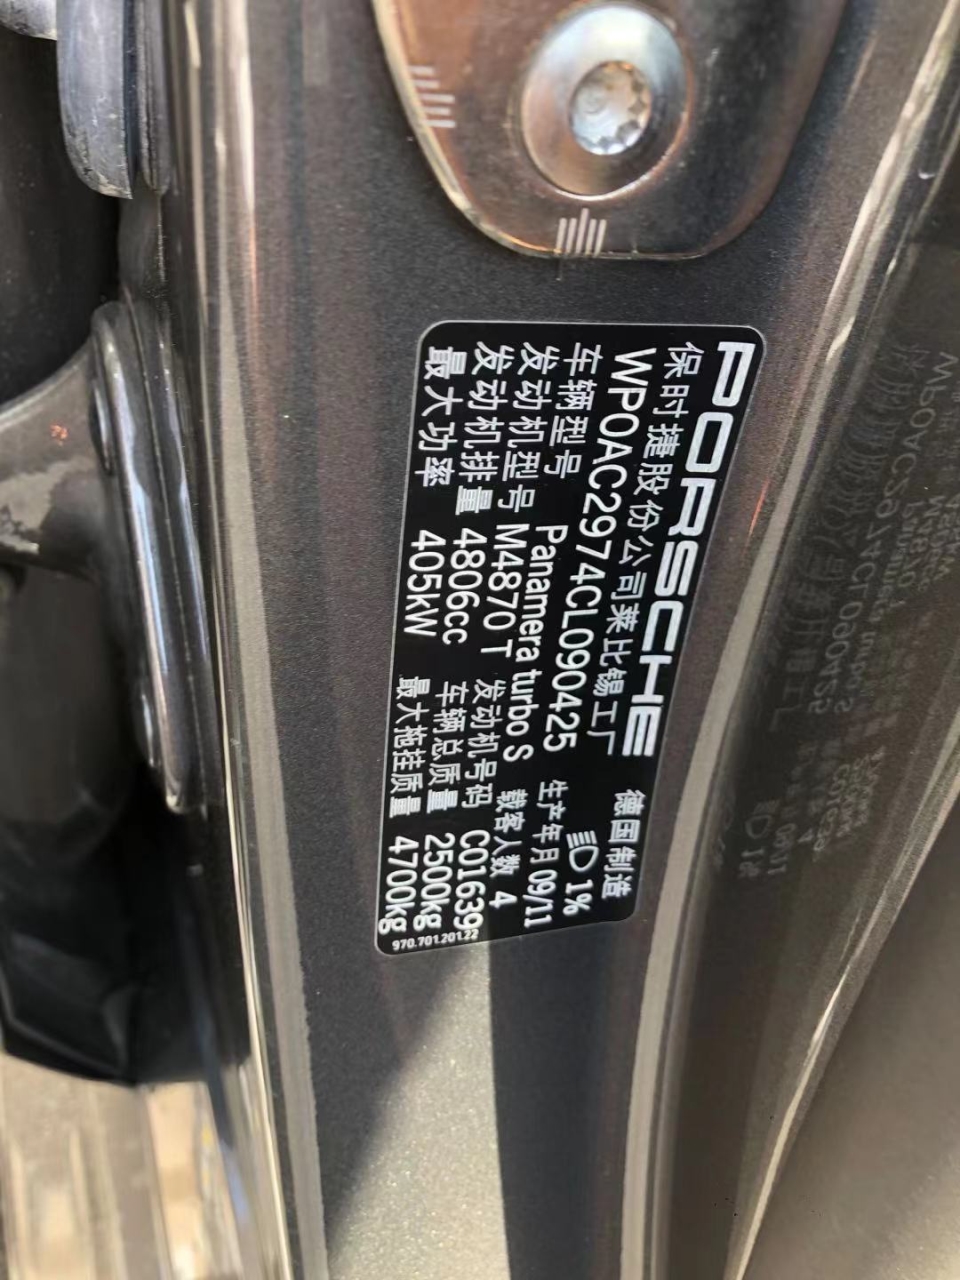 PORSCHE
保时捷股份公司莱比锡工厂 德国制造
WP0AC2974CL090425 1%
车辆型号 Panamera turbo S 生产年月 09/11
发动机型号 M4870 T 载客人数 4
发动机排量 4806cc 发动机号码 C01639
最大功率 405kW 车辆总质量 2500kg
最大拖挂质量 4700kg
970.701.201.22